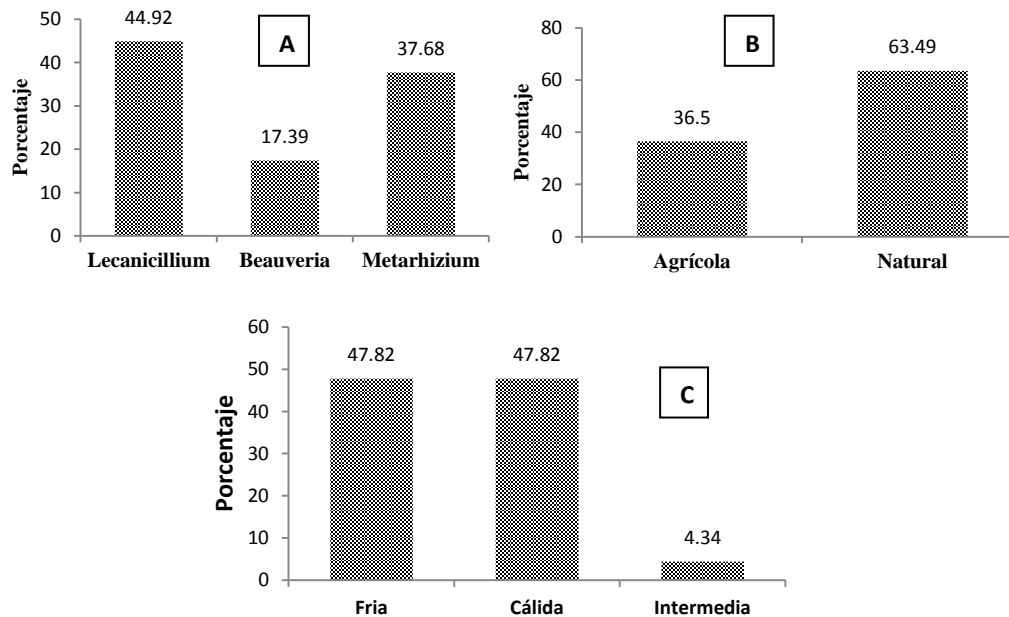 A
Porcentaje
50
40
30
20
10
0
44.92
17.39
37.68
Lecanicillium Beauveria Metarhizium
B
Porcentaje
80
60
40
20
0
36.5
63.49
Agrícola Natural
C
Porcentaje
60
50
40
30
20
10
0
47.82
47.82
4.34
Fria Cálida Intermedia